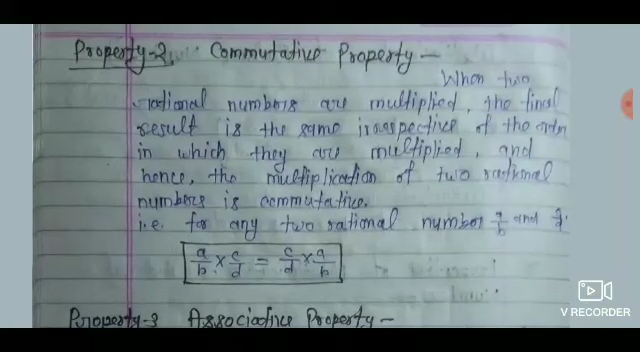 Property-2. Commutative Property —
When two
rational numbers are multiplied, the final
result is the same irrespective of the order
in which they are multiplied, and
hence, the multiplication of two rational
numbers is commutative.
i.e. for any two rational number a/b and c/d.
a/b × c/d = c/d × a/b
V RECORDER
Property-3 Associative Property —